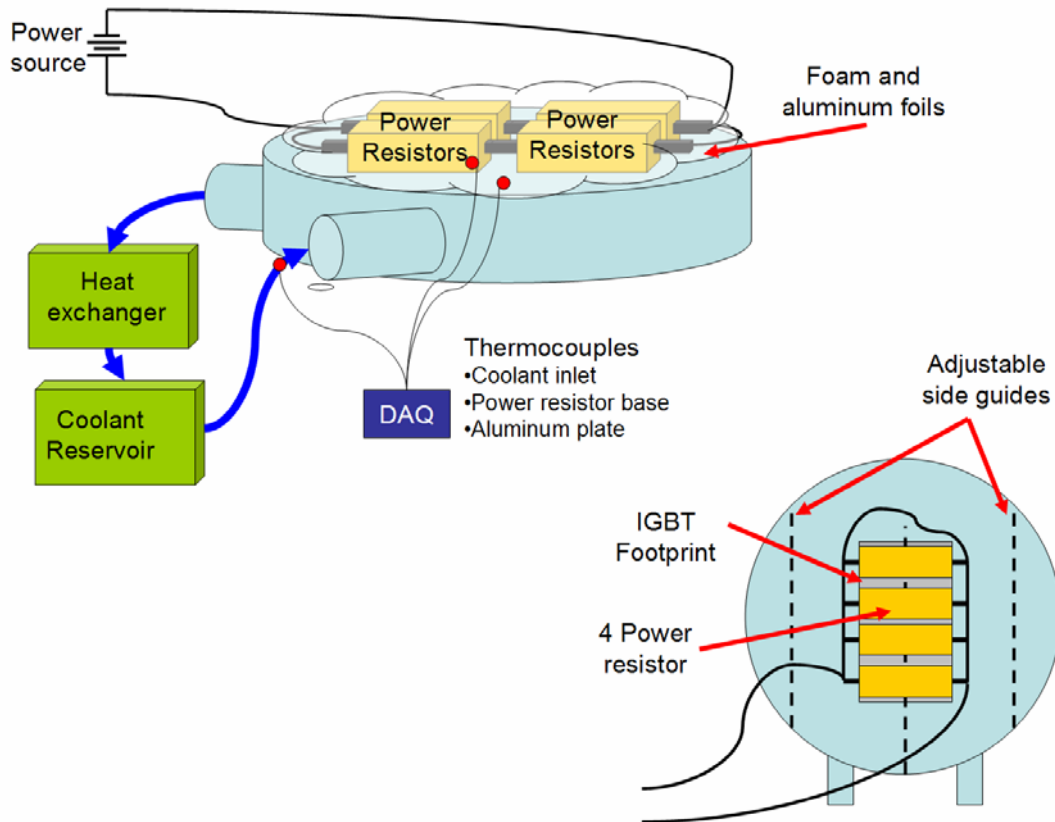 Power
source
Foam and
aluminum foils
Power
Resistors
Power
Resistors
Heat
exchanger
Coolant
Reservoir
DAQ
Thermocouples
•Coolant inlet
•Power resistor base
•Aluminum plate
Adjustable
side guides
IGBT
Footprint
4 Power
resistor